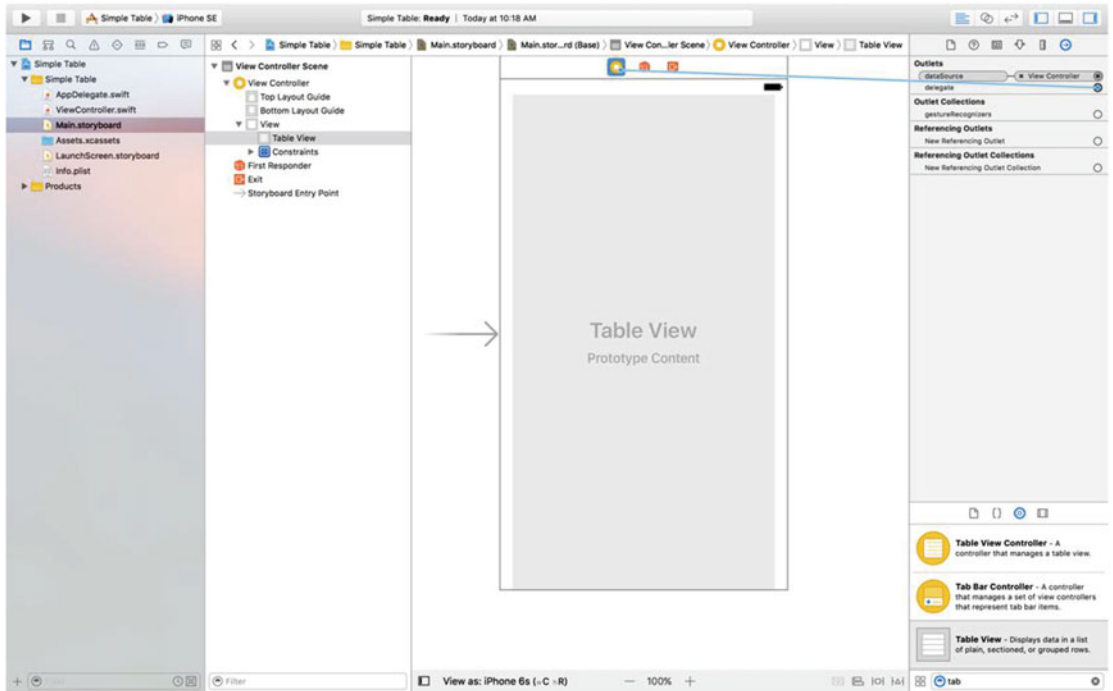 Simple Table iPhone SE
Simple Table: Ready | Today at 10:18 AM
Simple Table Simple Table Main.storyboard Main.stor...rd (Base) View Con...ler Scene View Controller View Table View
Simple Table
Simple Table
AppDelegate.swift
ViewController.swift
Main.storyboard
Assets.xcassets
LaunchScreen.storyboard
Info.plist
Products
View Controller Scene
View Controller
Top Layout Guide
Bottom Layout Guide
View
Table View
Constraints
First Responder
Exit
Storyboard Entry Point
Table View
Prototype Content
Outlets
dataSource View Controller
delegate
Outlet Collections
gestureRecognizers
Referencing Outlets
New Referencing Outlet
Referencing Outlet Collections
New Referencing Outlet Collection
Table View Controller - A
controller that manages a table view.
Tab Bar Controller - A controller
that manages a set of view controllers
that represent tab bar items.
Table View - Displays data in a list
of plain, sectioned, or grouped rows.
Filter
View as: iPhone 6s (wC hR)
— 100% +
tab